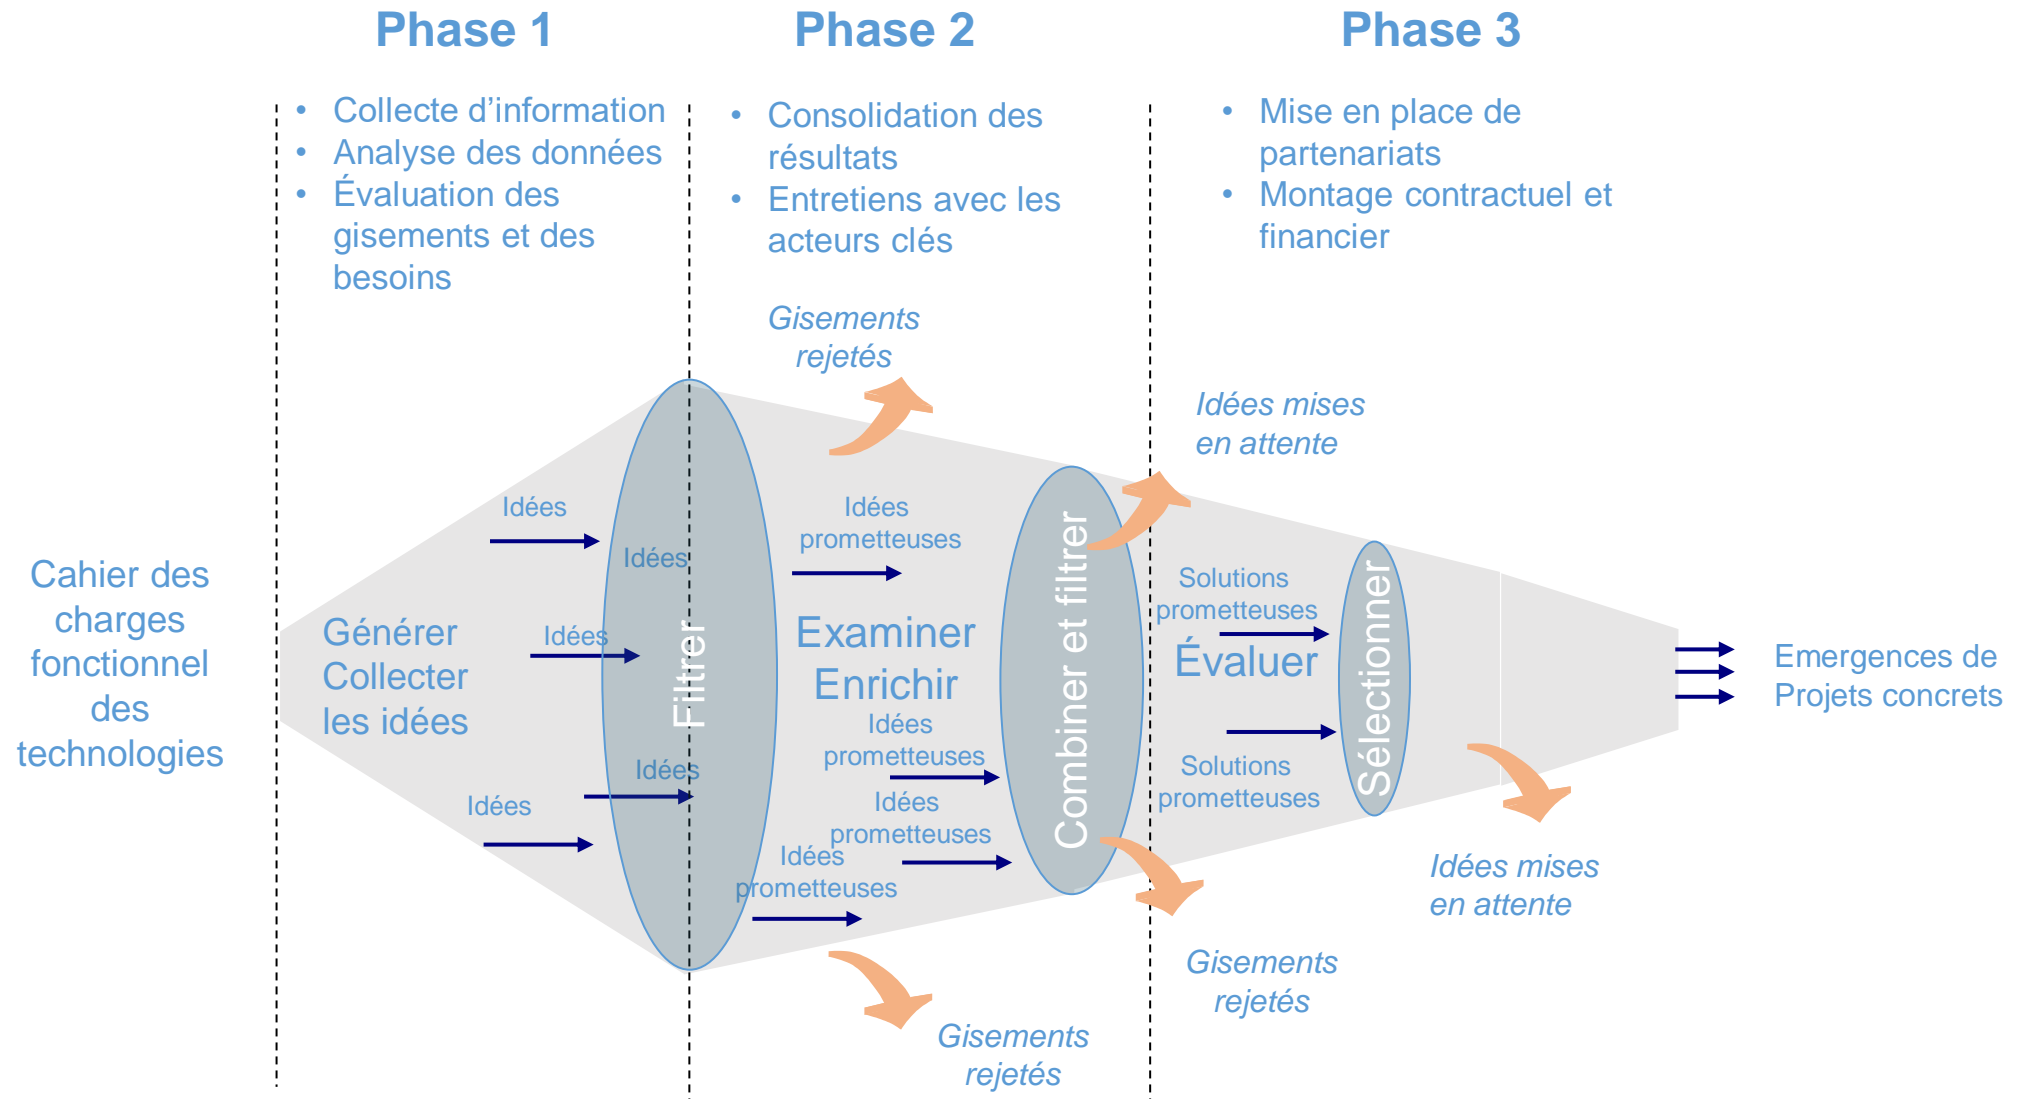 Phase 1
Phase 2
Phase 3
• Collecte d’information
• Analyse des données
• Évaluation des
gisements et des
besoins
• Consolidation des
résultats
• Entretiens avec les
acteurs clés
• Mise en place de
partenariats
• Montage contractuel et
financier
Gisements
rejetés
Idées mises
en attente
Cahier des
charges
fonctionnel
des
technologies
Générer
Collecter
les idées
Idées
Idées
Idées
Idées
Idées
Filtrer
Idées
prometteuses
Examiner
Enrichir
Idées
prometteuses
Idées
prometteuses
Idées
prometteuses
Combiner et filtrer
Solutions
prometteuses
Évaluer
Solutions
prometteuses
Sélectionner
Emergences de
Projets concrets
Idées mises
en attente
Gisements
rejetés
Gisements
rejetés